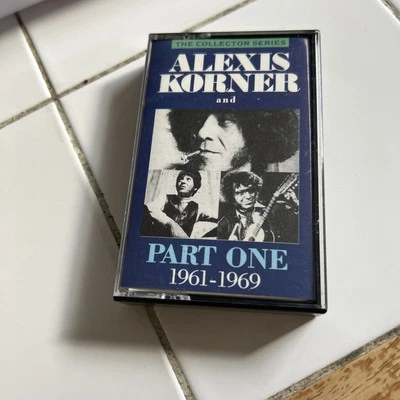 THE COLLECTOR SERIES
ALEXIS
KORNER
and
PART ONE
1961-1969